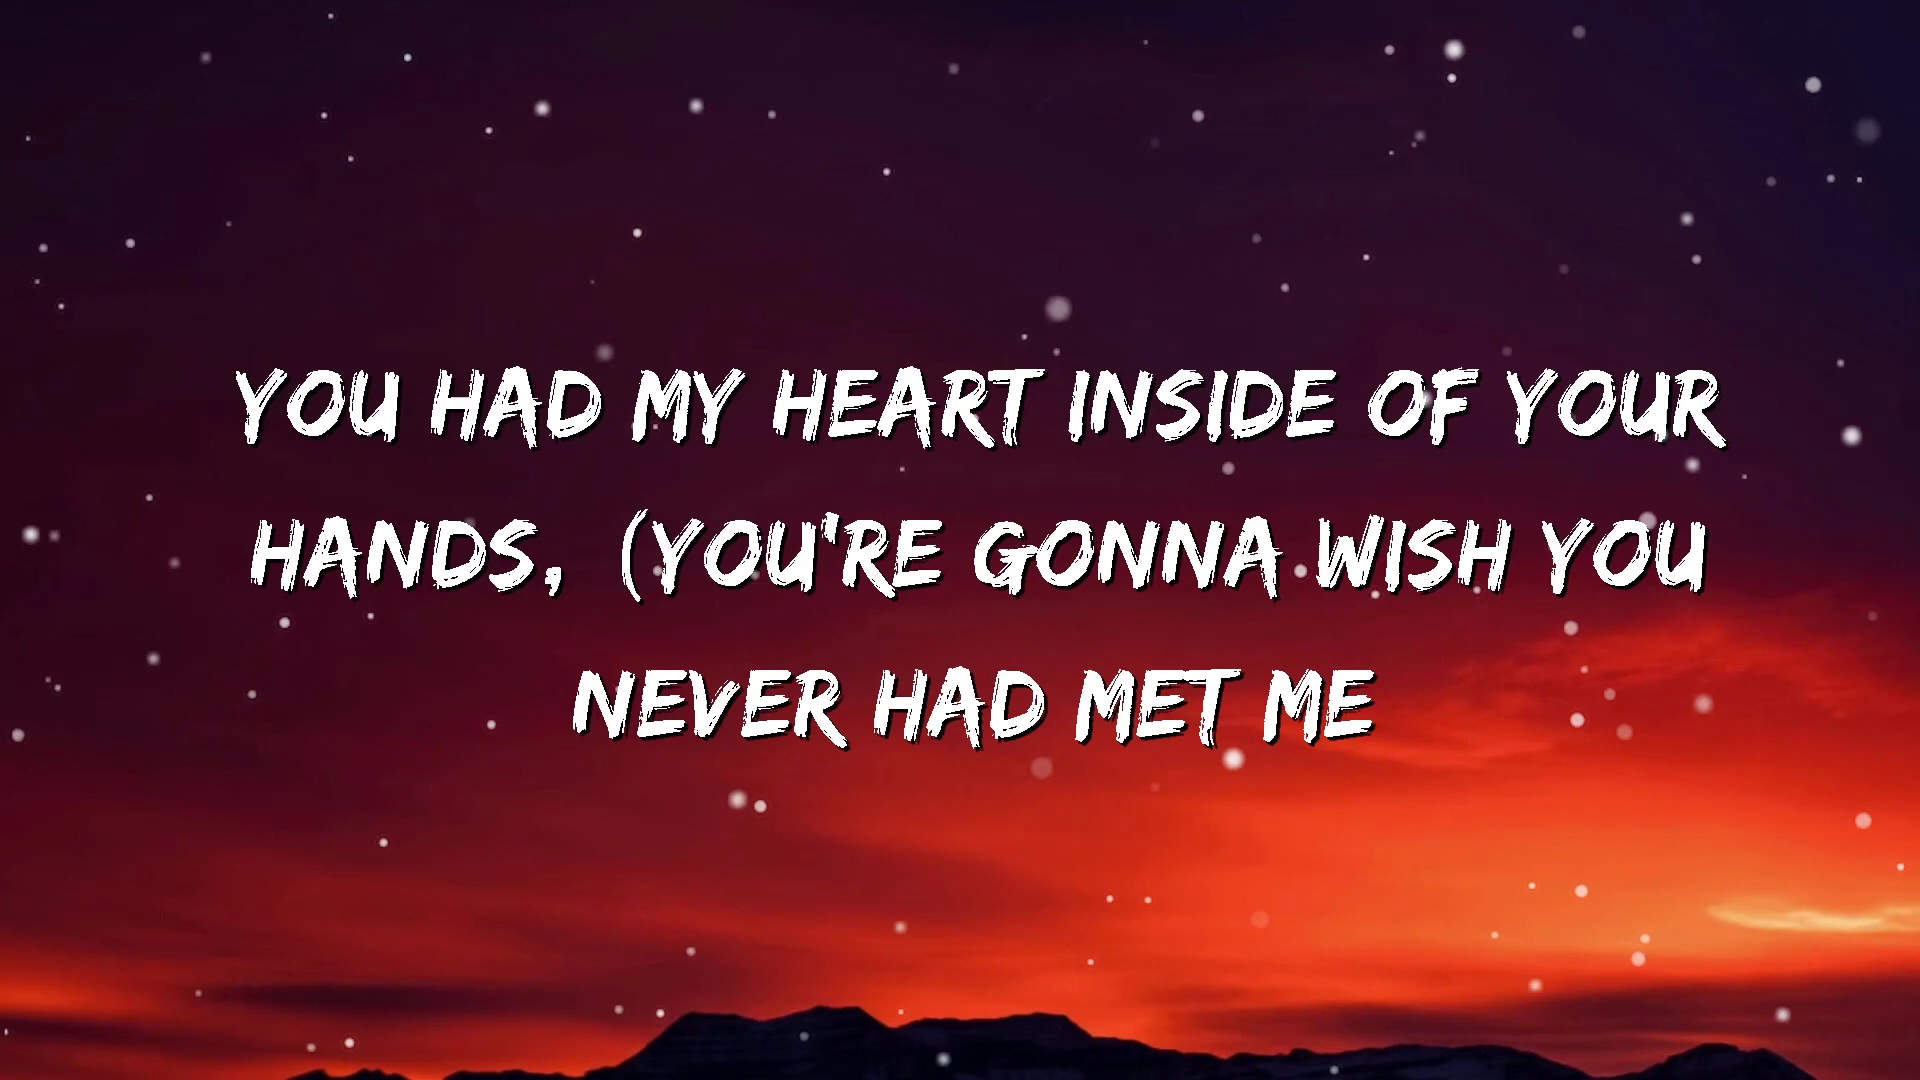 YOU HAD MY HEART INSIDE OF YOUR
HANDS, (YOU'RE GONNA WISH YOU
NEVER HAD MET ME